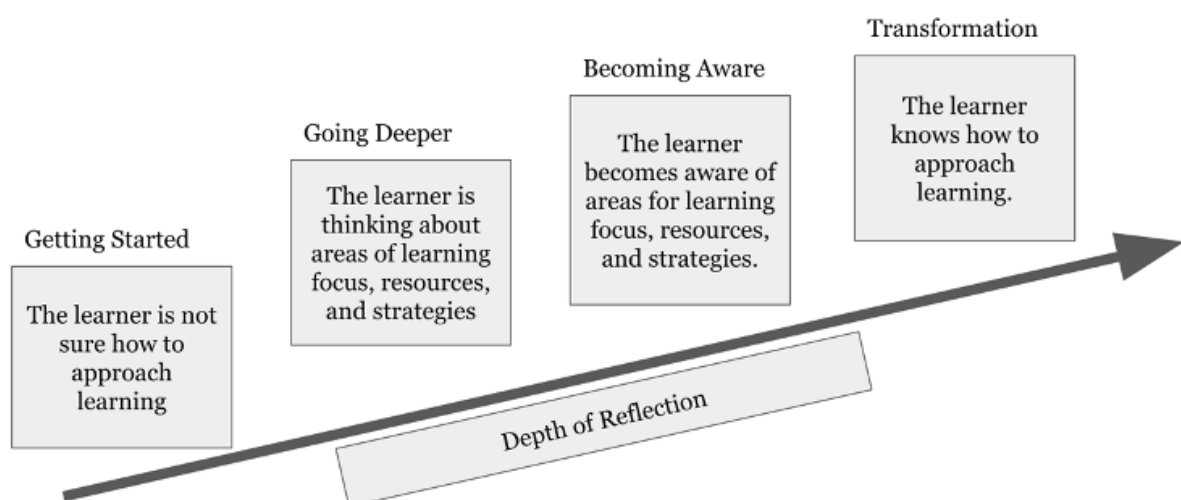 Getting Started
The learner is not
sure how to
approach
learning
Going Deeper
The learner is
thinking about
areas of learning
focus, resources,
and strategies
Becoming Aware
The learner
becomes aware of
areas for learning
focus, resources,
and strategies.
Transformation
The learner
knows how to
approach
learning.
Depth of Reflection